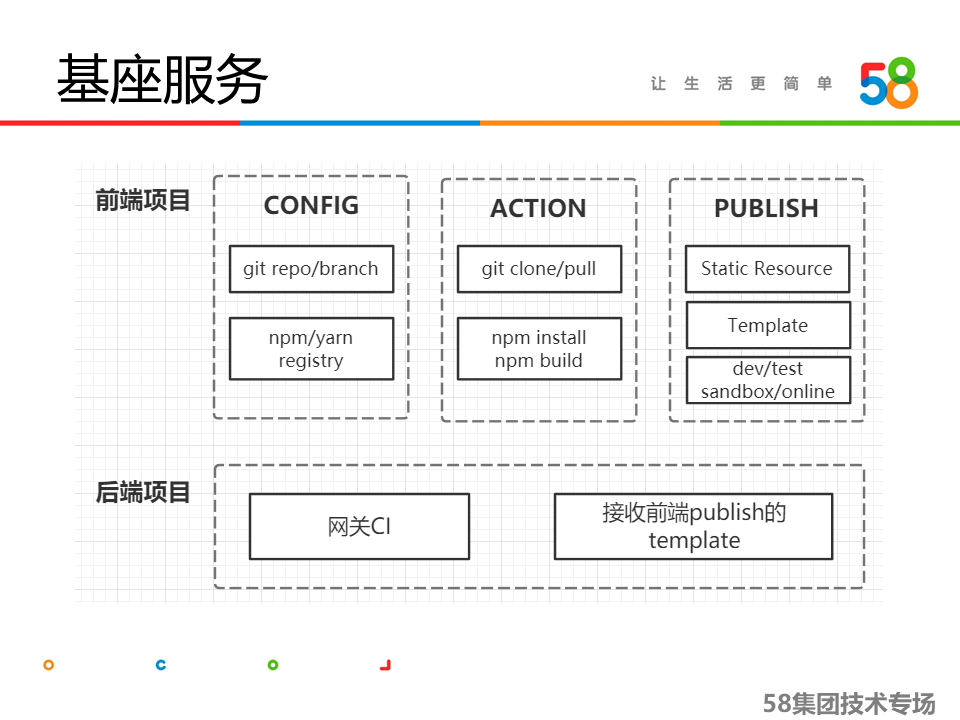 基座服务
让生活更简单
58
前端项目
CONFIG
git repo/branch
npm/yarn
registry
ACTION
git clone/pull
npm install
npm build
PUBLISH
Static Resource
Template
dev/test
sandbox/online
后端项目
网关CI
接收前端publish的
template
58集团技术专场